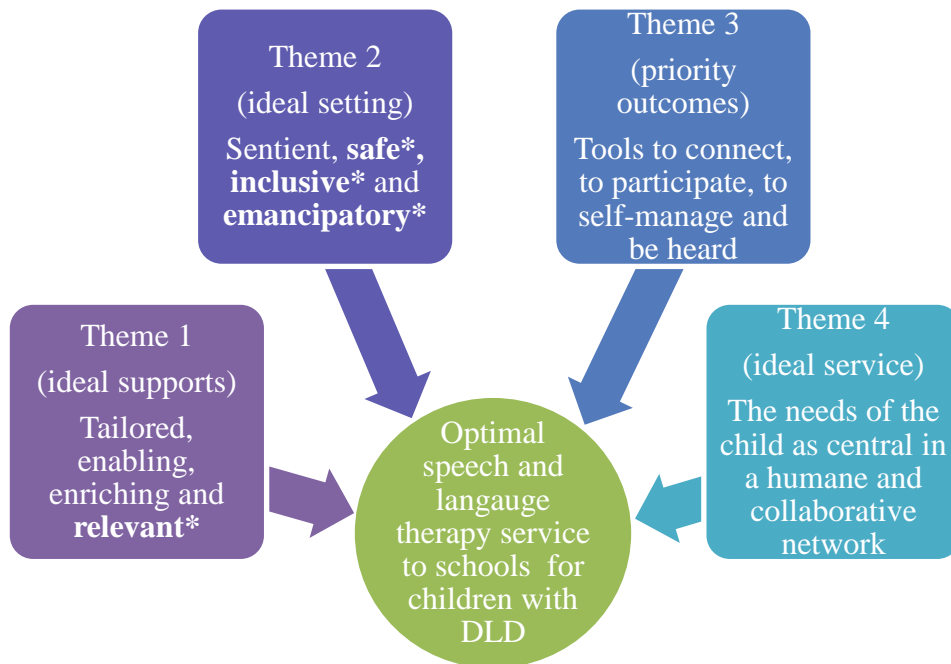 Theme 1
(ideal supports)
Tailored,
enabling,
enriching and
relevant*
Theme 2
(ideal setting)
Sentient, safe*,
inclusive* and
emancipatory*
Theme 3
(priority
outcomes)
Tools to connect,
to participate, to
self-manage and
be heard
Theme 4
(ideal service)
The needs of the
child as central in
a humane and
collaborative
network
Optimal
speech and
langauge
therapy service
to schools for
children with
DLD